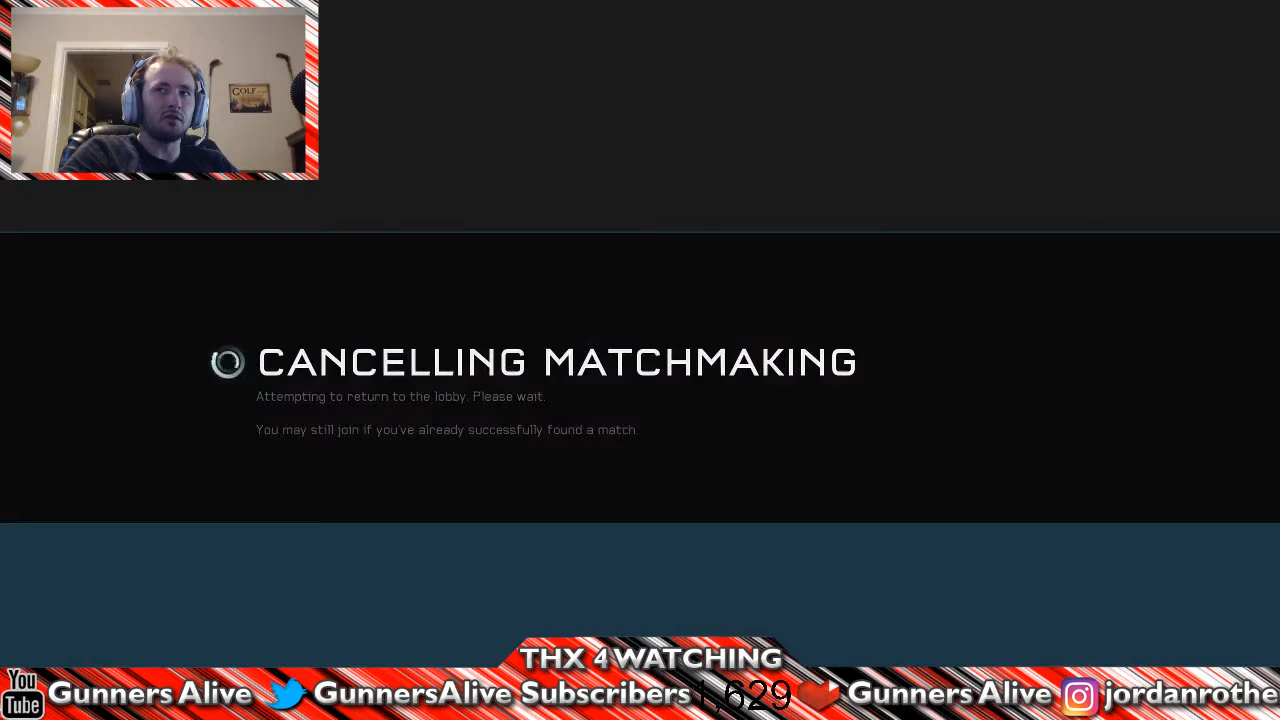 COLF
CANCELLING MATCHMAKING
Attempting to return to the lobby. Please wait.
You may still join if you've already successfully found a match.
THX 4 WATCHING
You Tube Gunners Alive GunnersAlive Subscribers 1,629 Gunners Alive jordanrothe